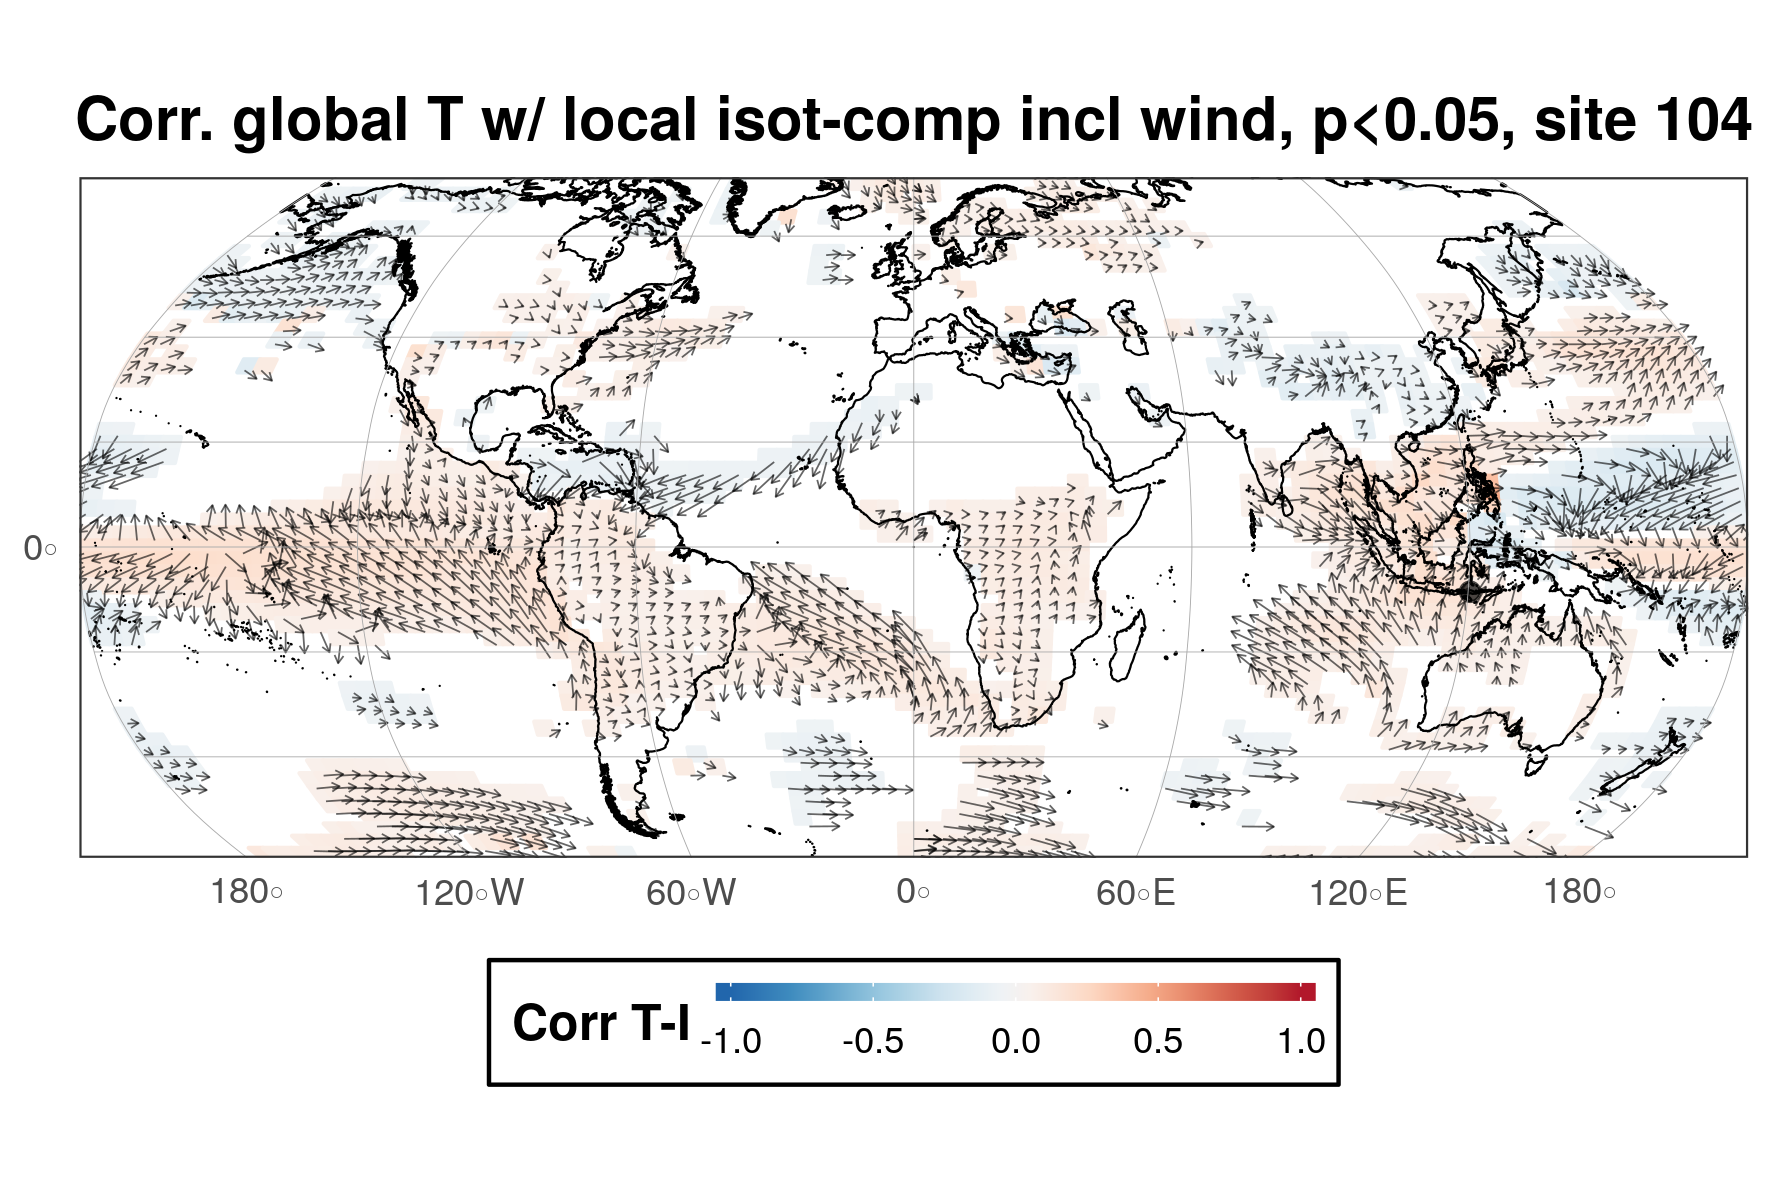 Corr. global T w/ local isot-comp incl wind, p<0.05, site 104
0°
180° 120°W 60°W 0° 60°E 120°E 180°
Corr T-I
-1.0 -0.5 0.0 0.5 1.0